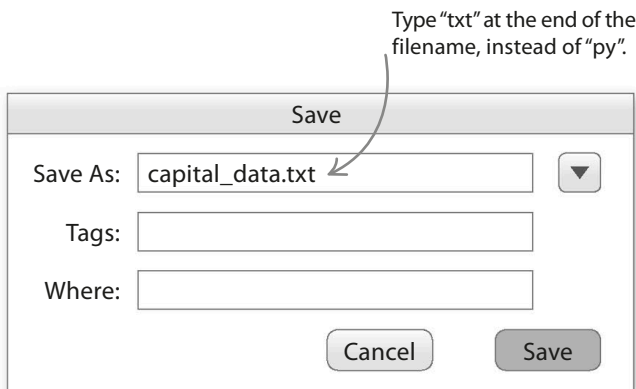 Type “txt” at the end of the
filename, instead of “py”.
Save
Save As: capital_data.txt
Tags:
Where:
Cancel Save